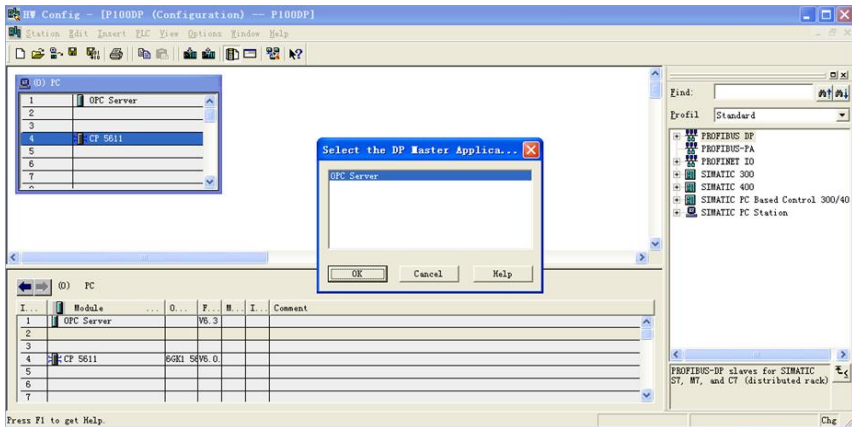 HW Config - [P100DP (Configuration) -- P100DP]
Station Edit Insert PLC View Options Window Help
(0) PC
1 OPC Server
2
3
4 CP 5611
5
6
7
Select the DP Master Applica...
OPC Server
OK Cancel Help
Find:
Profil Standard
PROFIBUS DP
PROFIBUS-PA
PROFINET IO
SIMATIC 300
SIMATIC 400
SIMATIC PC Based Control 300/40
SIMATIC PC Station
(0) PC
I... Module ... O... F... M... I... Comment
1 OPC Server V6.3
2
3
4 CP 5611 6GK1 56 V6.0.
5
6
7
PROFIBUS-DP slaves for SIMATIC
S7, M7, and C7 (distributed rack)
Press F1 to get Help.
Chg